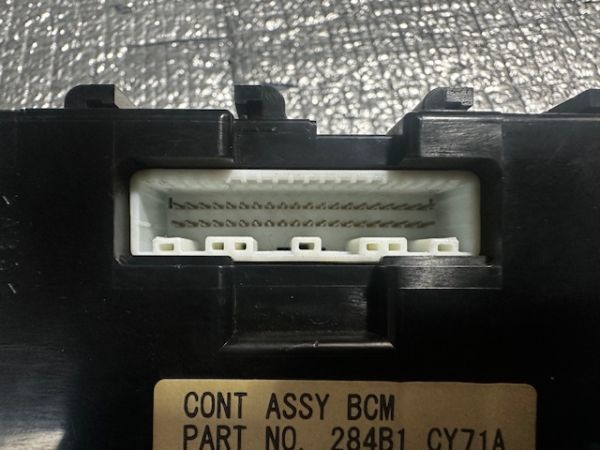 CONT ASSY BCM
PART NO. 284B1 CY71A